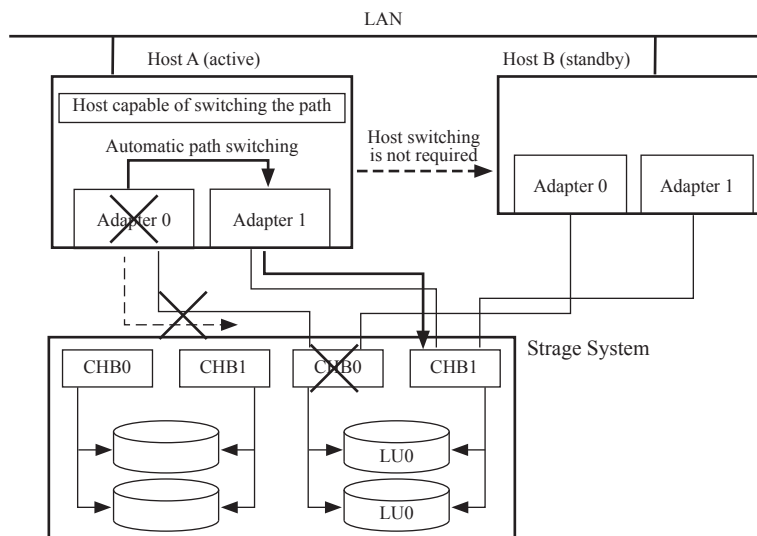 LAN
Host A (active)
Host B (standby)
Host capable of switching the path
Automatic path switching
Host switching
is not required
Adapter 0
Adapter 1
Adapter 0
Adapter 1
Strage System
CHB0
CHB1
CHB0
CHB1
LU0
LU0